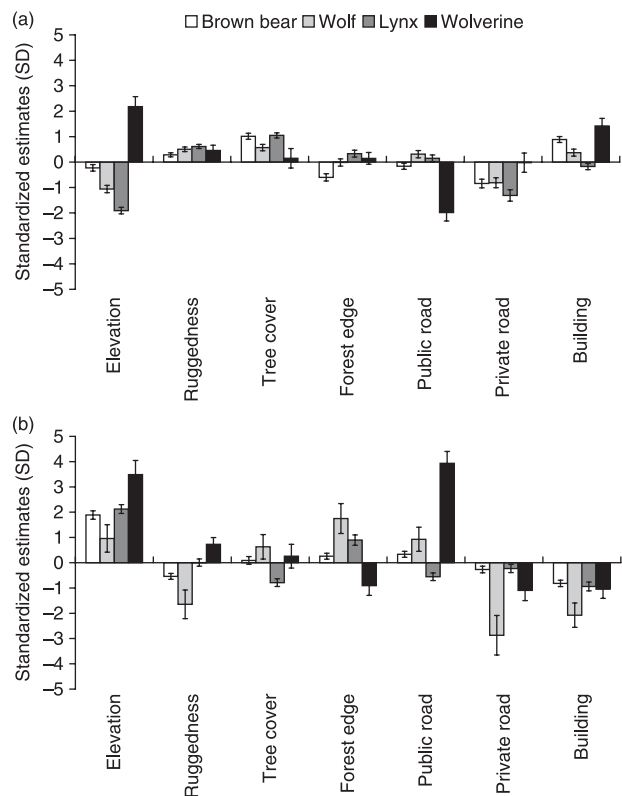 (a)
Brown bear Wolf Lynx Wolverine
Standardized estimates (SD)
5
4
3
2
1
0
–1
–2
–3
–4
–5
Elevation
Ruggedness
Tree cover
Forest edge
Public road
Private road
Building
(b)
Standardized estimates (SD)
5
4
3
2
1
0
–1
–2
–3
–4
–5
Elevation
Ruggedness
Tree cover
Forest edge
Public road
Private road
Building